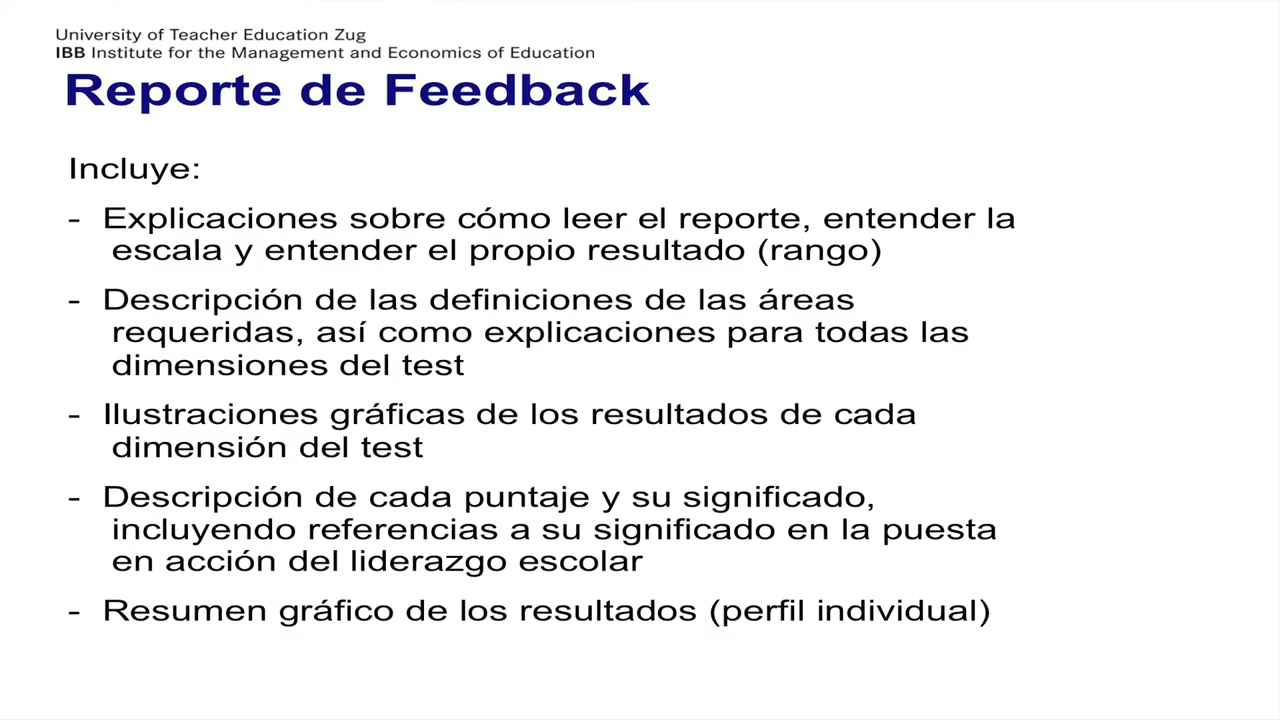 University of Teacher Education Zug
IBB Institute for the Management and Economics of Education
Reporte de Feedback
Incluye:
- Explicaciones sobre cómo leer el reporte, entender la
escala y entender el propio resultado (rango)
- Descripción de las definiciones de las áreas
requeridas, así como explicaciones para todas las
dimensiones del test
- Ilustraciones gráficas de los resultados de cada
dimensión del test
- Descripción de cada puntaje y su significado,
incluyendo referencias a su significado en la puesta
en acción del liderazgo escolar
- Resumen gráfico de los resultados (perfil individual)